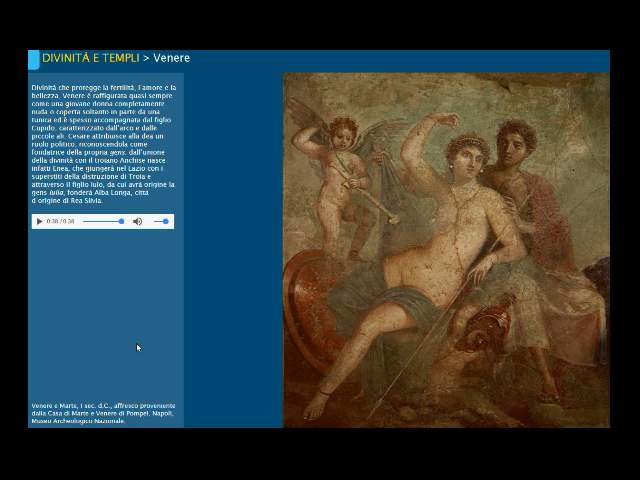 DIVINITÀ E TEMPLI > Venere
Divinità che protegge la fertilità, l'amore e la
bellezza, Venere è raffigurata quasi sempre
come una giovane donna completamente
nuda o coperta soltanto in parte da una
tunica ed è spesso accompagnata dal figlio
Cupido, caratterizzato dall'arco e dalle
piccole ali. Cesare attribuisce alla dea un
ruolo politico, riconoscendola come
fondatrice della propria gens: dall'unione
della divinità con il troiano Anchise nasce
infatti Enea, che giungerà nel Lazio con i
superstiti della distruzione di Troia e
attraverso il figlio Iulo, da cui avrà origine la
gens Iulia, fonderà Alba Longa, città
d'origine di Rea Silvia.
0:38 / 0:38
Venere e Marte, I sec. d.C., affresco proveniente
dalla Casa di Marte e Venere di Pompei, Napoli,
Museo Archeologico Nazionale.